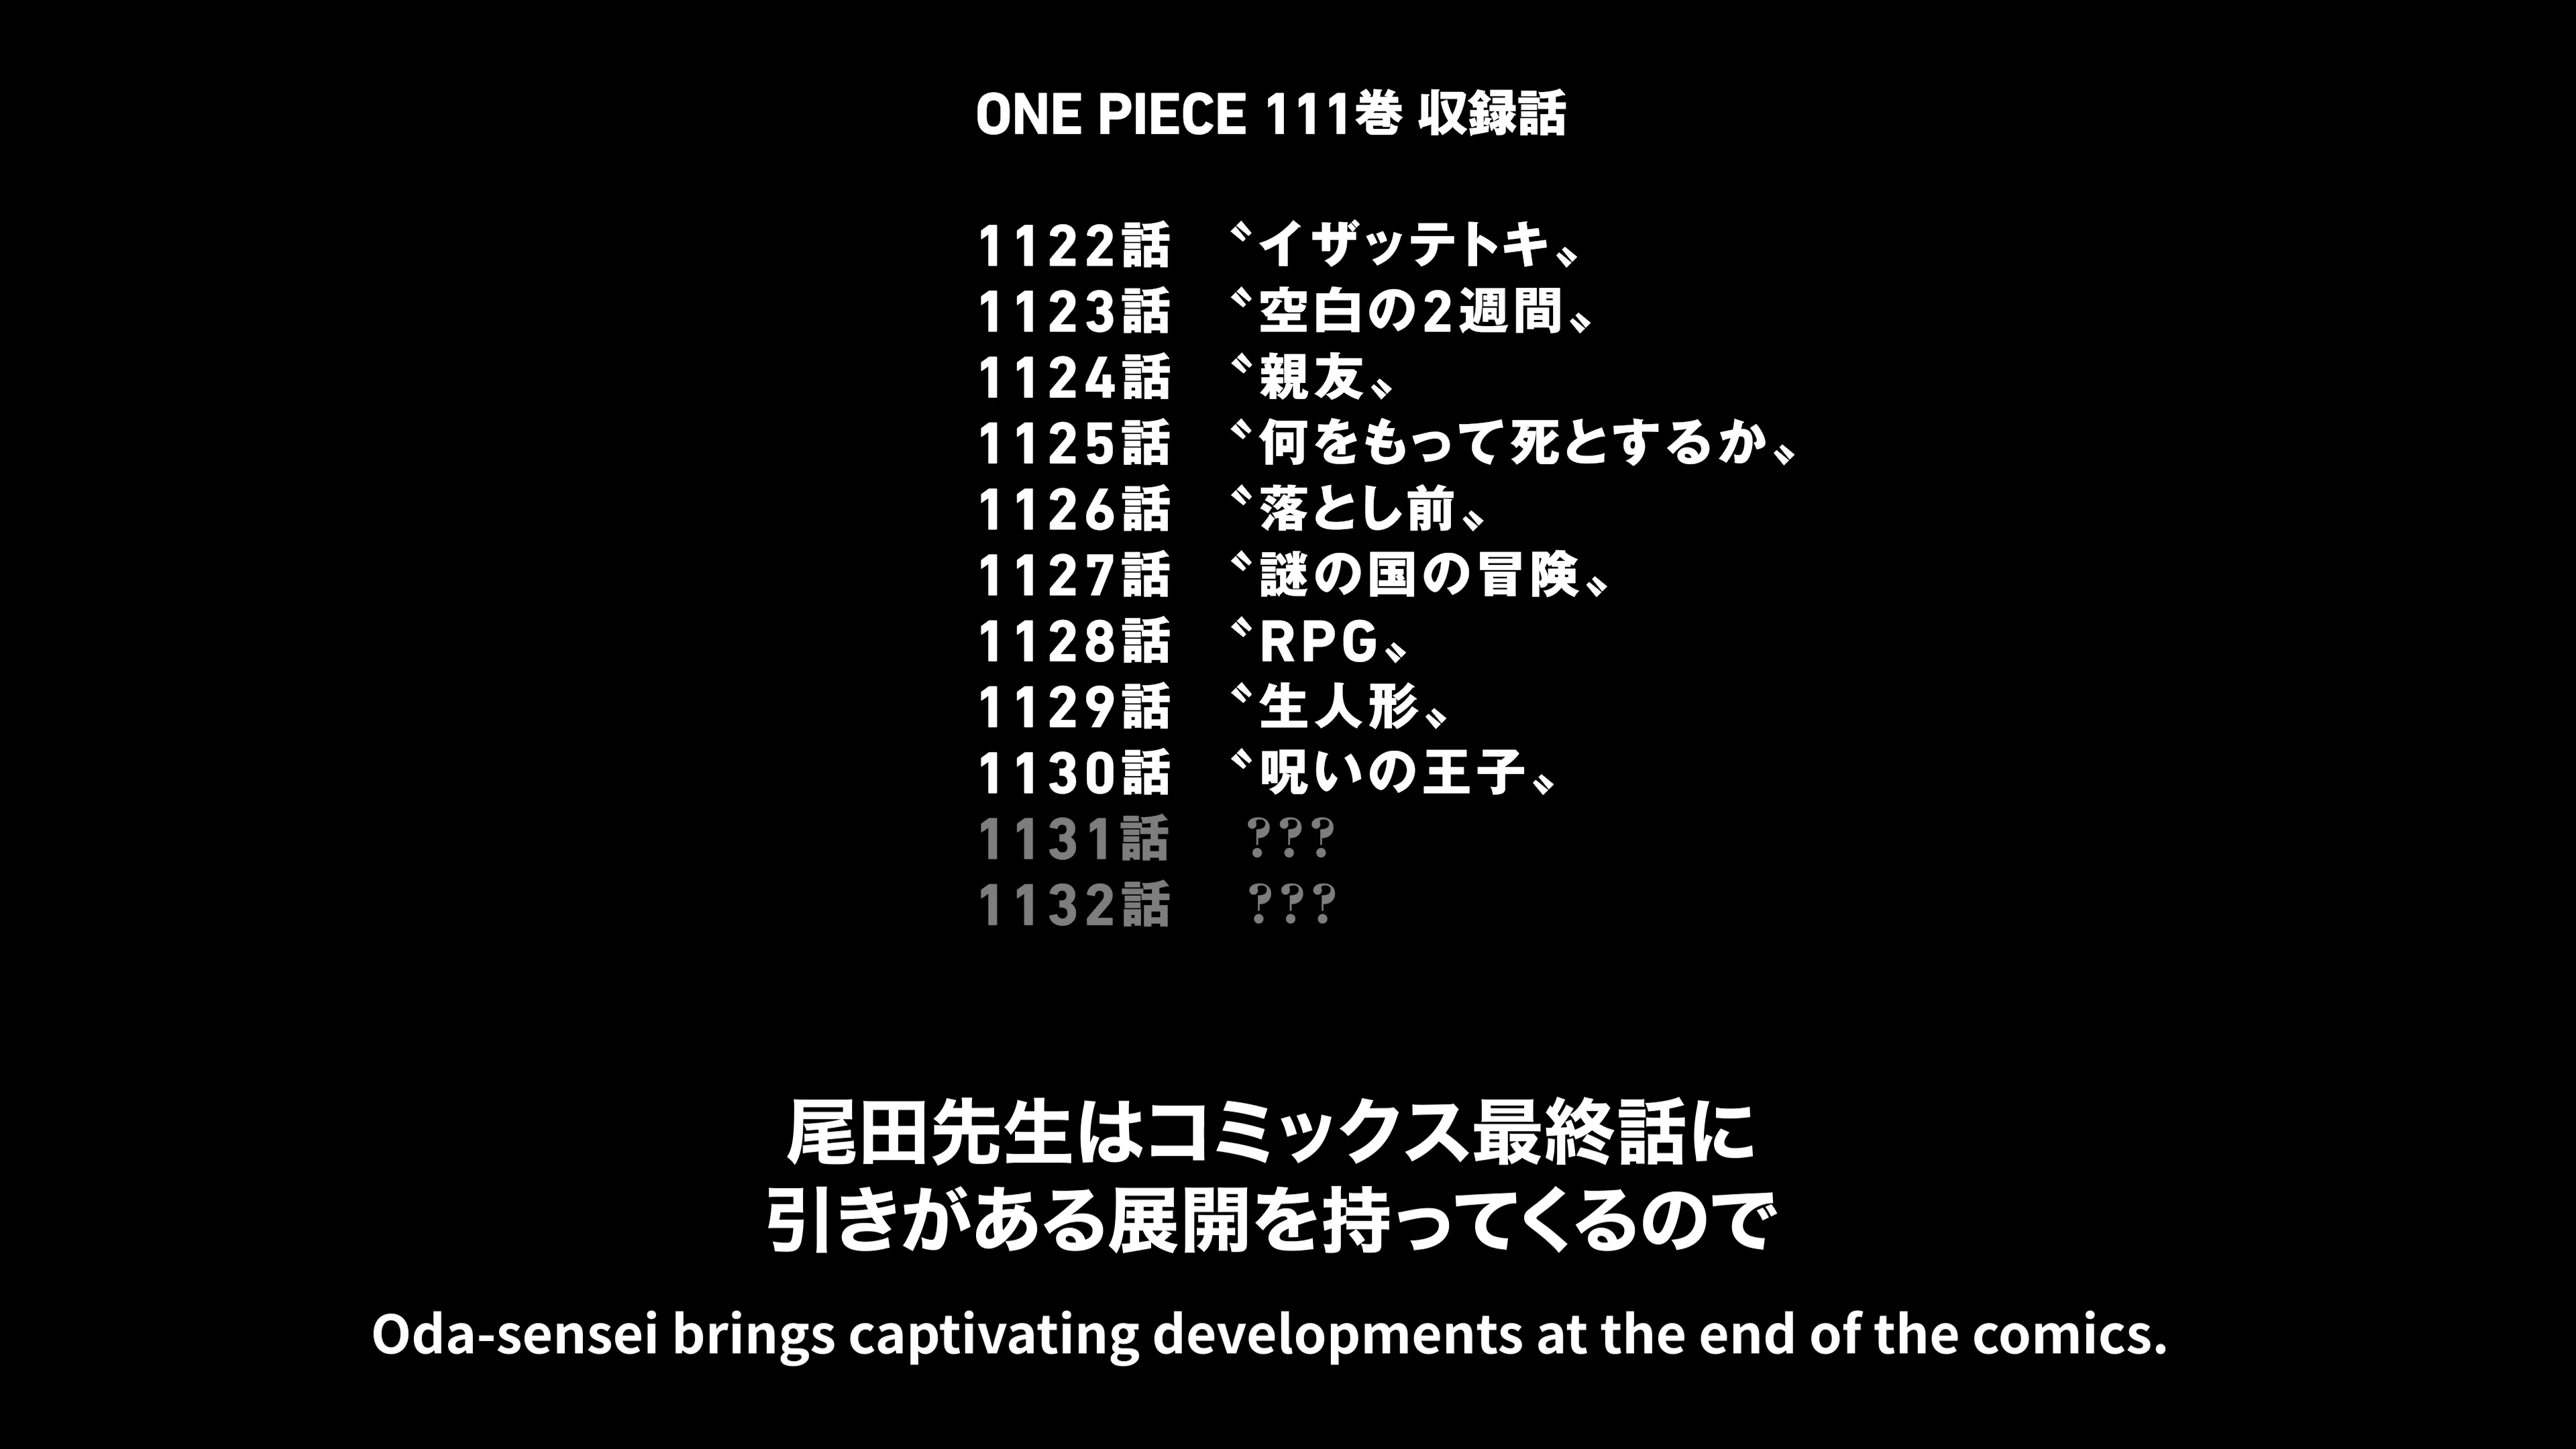 ONE PIECE 111巻 収録話
1122話 〝イザッテトキ〟
1123話 〝空白の2週間〟
1124話 〝親友〟
1125話 〝何をもって死とするか〟
1126話 〝落とし前〟
1127話 〝謎の国の冒険〟
1128話 〝RPG〟
1129話 〝生人形〟
1130話 〝呪いの王子〟
1131話 ???
1132話 ???
尾田先生はコミックス最終話に
引きがある展開を持ってくるので
Oda-sensei brings captivating developments at the end of the comics.